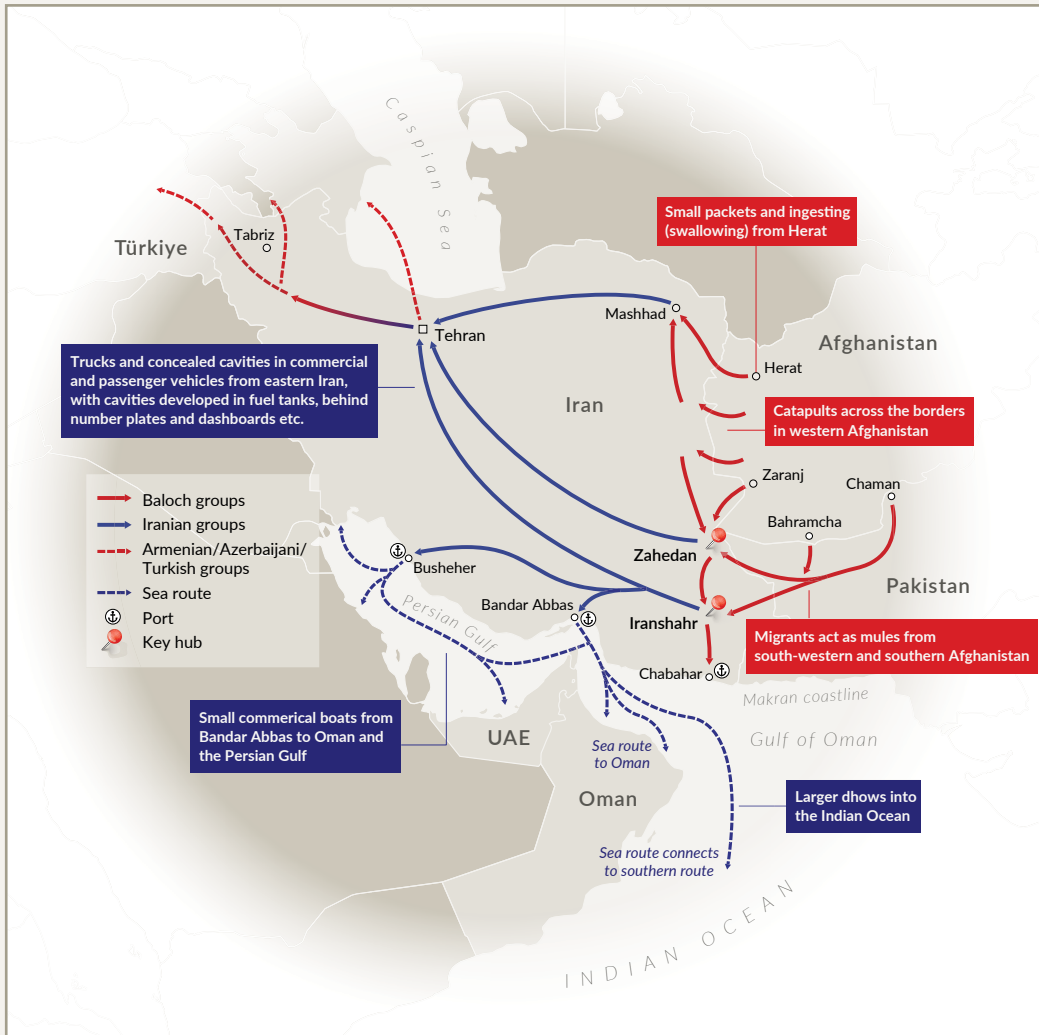 Caspian Sea
Small packets and ingesting
(swallowing) from Herat
Türkiye
Tabriz
Mashhad
Tehran
Afghanistan
Herat
Trucks and concealed cavities in commercial
and passenger vehicles from eastern Iran,
with cavities developed in fuel tanks, behind
number plates and dashboards etc.
Iran
Catapults across the borders
in western Afghanistan
Zaranj
Chaman
Bahramcha
Baloch groups
Iranian groups
Armenian/Azerbaijani/
Turkish groups
Sea route
Port
Key hub
Zahedan
Busheher
Pakistan
Persian Gulf
Bandar Abbas
Iranshahr
Migrants act as mules from
south-western and southern Afghanistan
Chabahar
Makran coastline
Small commerical boats from
Bandar Abbas to Oman and
the Persian Gulf
UAE
Gulf of Oman
Sea route
to Oman
Oman
Larger dhows into
the Indian Ocean
Sea route connects
to southern route
INDIAN OCEAN